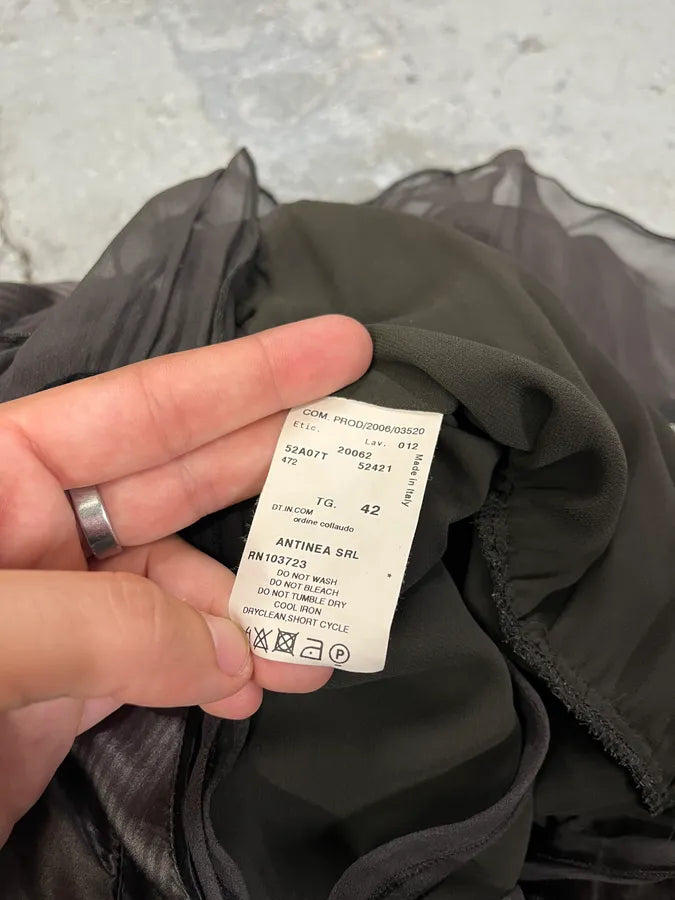 COM. PROD/2006/03520
Etic. Lav. 012
52A07T 20062 52421
472
Made in Italy
TG. 42
DT.IN.COM
ordine collaudo
ANTINEA SRL
RN103723
*
DO NOT WASH
DO NOT BLEACH
DO NOT TUMBLE DRY
COOL IRON
DRYCLEAN,SHORT CYCLE
P